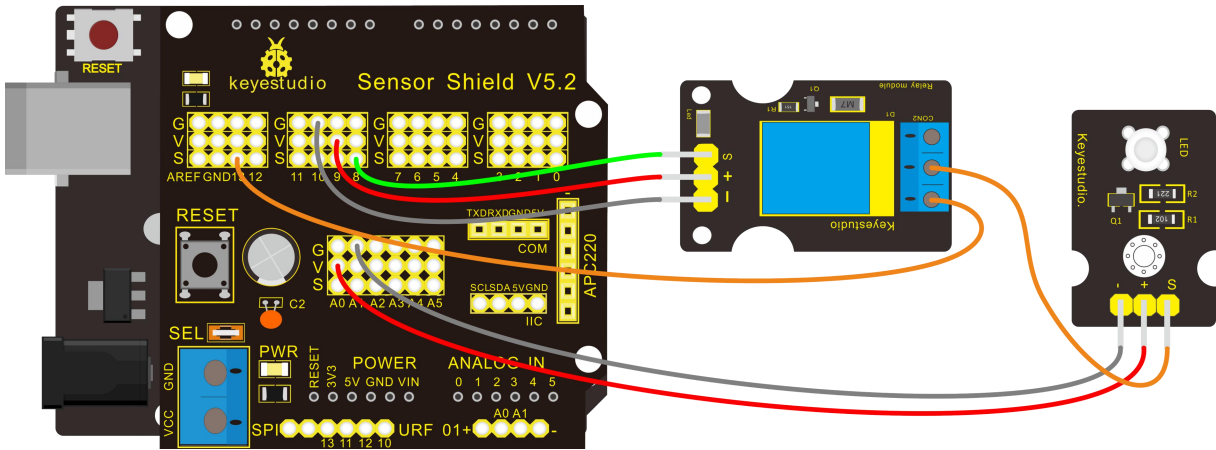 RESET
keyestudio
Sensor Shield V5.2
G
V
S
AREF GND 13 12
G
V
S
11 10 9 8
G
V
S
7 6 5 4
G
V
S
3 2 1 0
-
RESET
TXDRXDGND5V
COM
APC220
G
V
S
A0 A1 A2 A3 A4 A5
SCLSDA 5VGND
IIC
C2
SEL
PWR
GND
VCC
RESET
3V3
POWER
5V GND VIN
ANALOG IN
0 1 2 3 4 5
SPI
13 11 12 10
URF
01+
A0 A1
-
Relay module
Q1
R1
M7
Led
D1
CON2
S
+
-
Keyestudio
Keyestudio.
LED
Q1
221
R2
102
R1
- + S